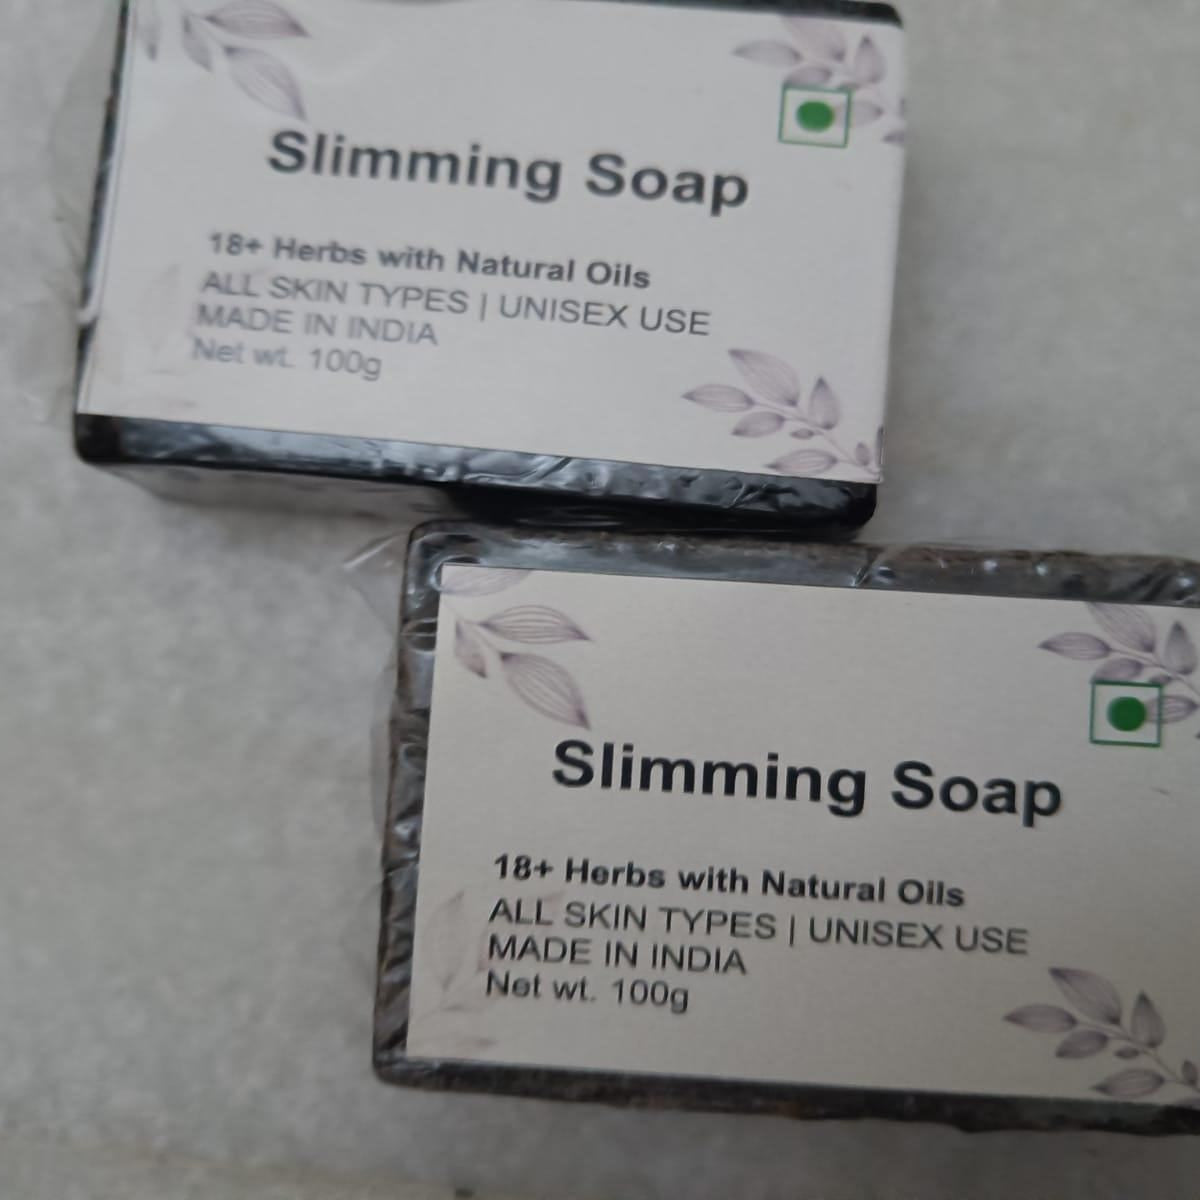 Slimming Soap
18+ Herbs with Natural Oils
ALL SKIN TYPES | UNISEX USE
MADE IN INDIA
Net wt. 100g
Slimming Soap
18+ Herbs with Natural Oils
ALL SKIN TYPES | UNISEX USE
MADE IN INDIA
Net wt. 100g